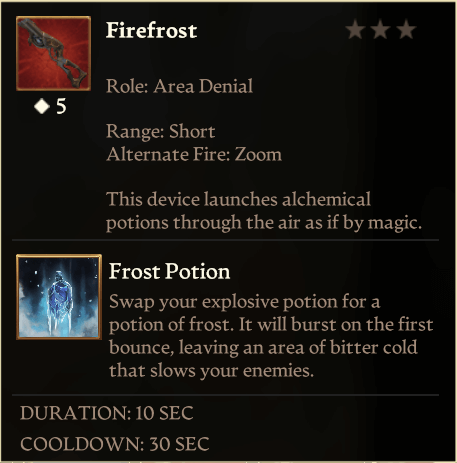 Firefrost
5
Role: Area Denial
Range: Short
Alternate Fire: Zoom
This device launches alchemical
potions through the air as if by magic.
Frost Potion
Swap your explosive potion for a
potion of frost. It will burst on the first
bounce, leaving an area of bitter cold
that slows your enemies.
DURATION: 10 SEC
COOLDOWN: 30 SEC